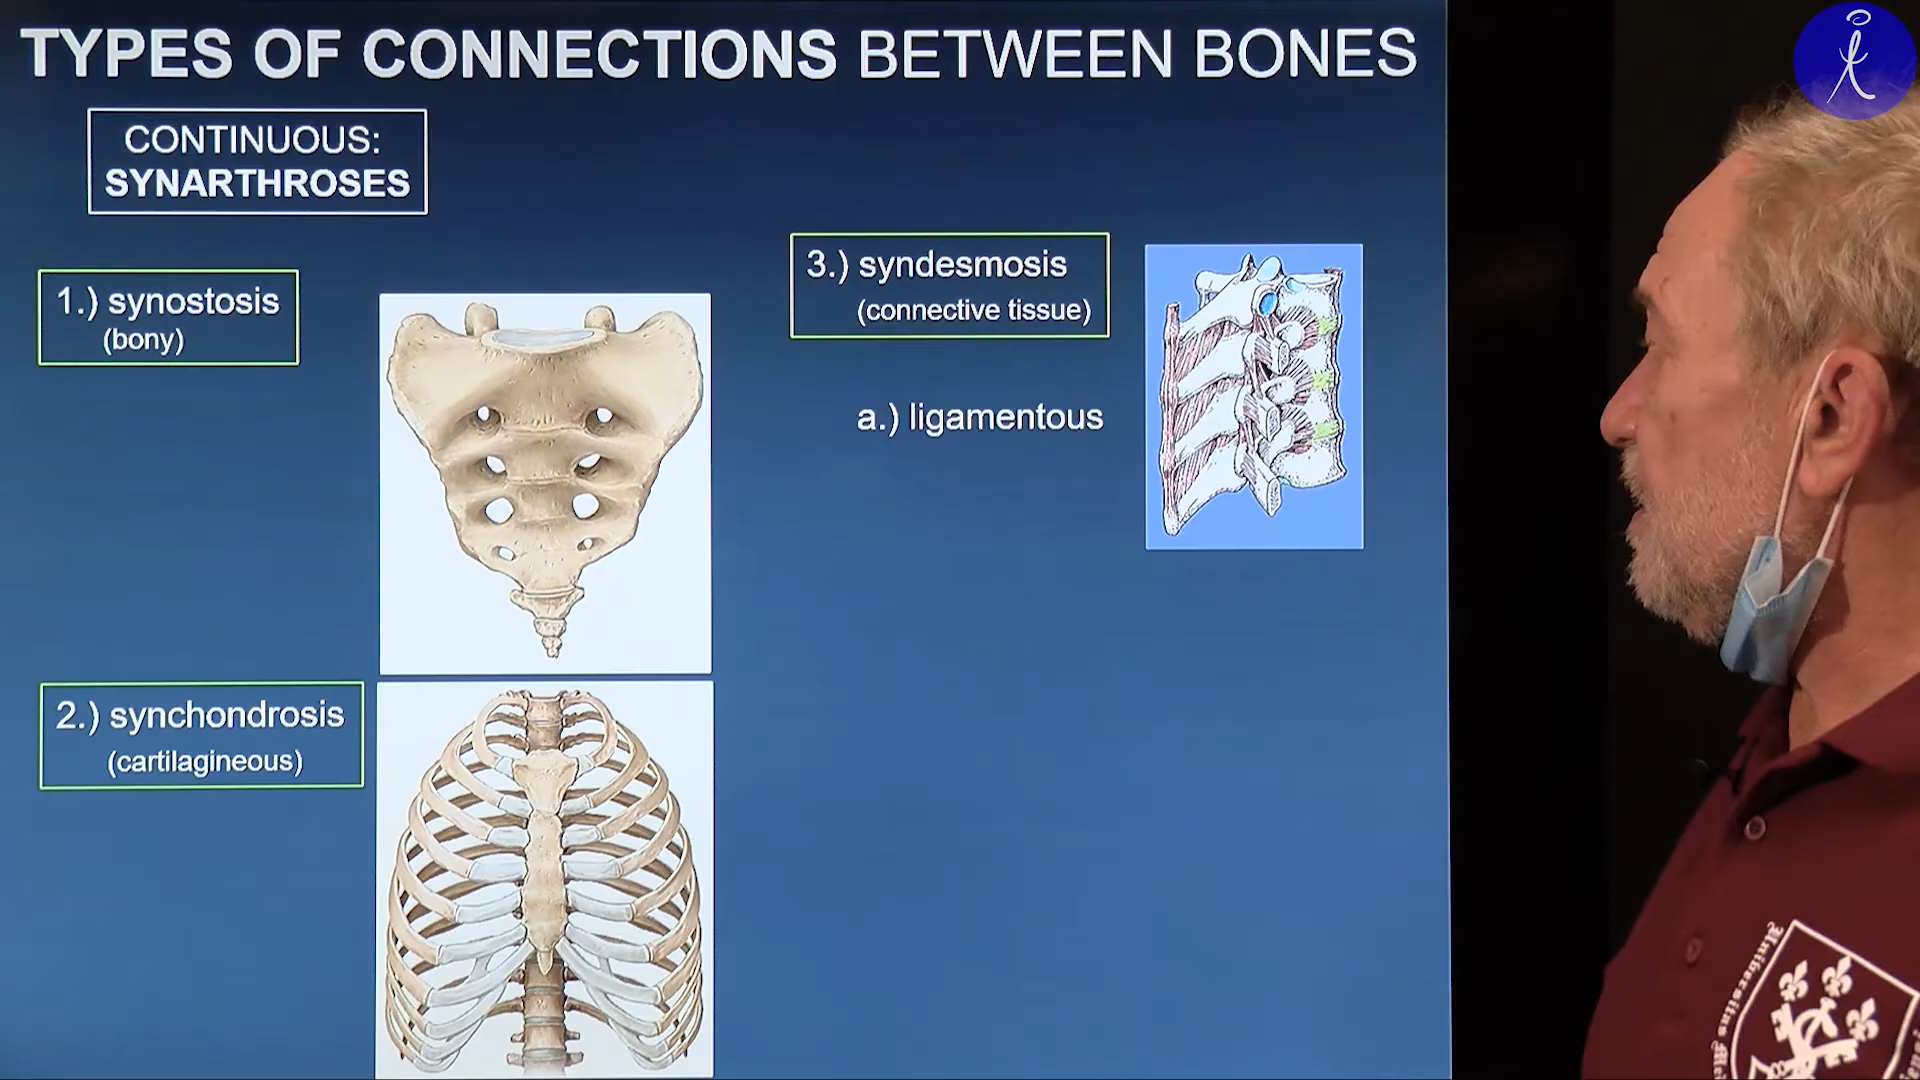 TYPES OF CONNECTIONS BETWEEN BONES
CONTINUOUS:
SYNARTHROSES
1.) synostosis
(bony)
2.) synchondrosis
(cartilagineous)
3.) syndesmosis
(connective tissue)
a.) ligamentous